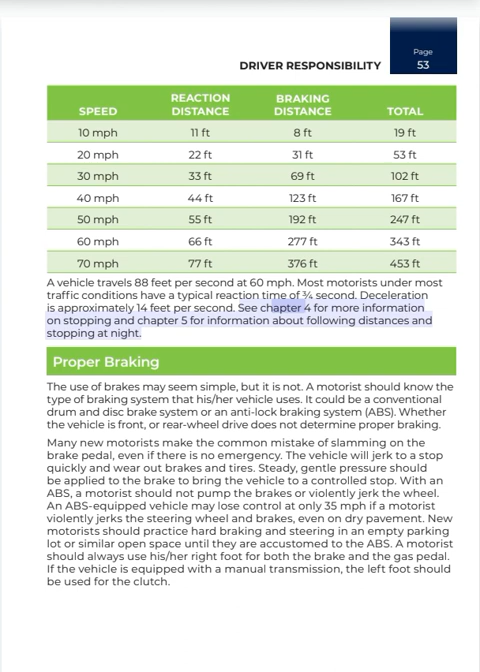 Page
DRIVER RESPONSIBILITY 53
SPEED REACTION DISTANCE BRAKING DISTANCE TOTAL
10 mph 11 ft 8 ft 19 ft
20 mph 22 ft 31 ft 53 ft
30 mph 33 ft 69 ft 102 ft
40 mph 44 ft 123 ft 167 ft
50 mph 55 ft 192 ft 247 ft
60 mph 66 ft 277 ft 343 ft
70 mph 77 ft 376 ft 453 ft
A vehicle travels 88 feet per second at 60 mph. Most motorists under most
traffic conditions have a typical reaction time of ¾ second. Deceleration
is approximately 14 feet per second. See chapter 4 for more information
on stopping and chapter 5 for information about following distances and
stopping at night.
Proper Braking
The use of brakes may seem simple, but it is not. A motorist should know the
type of braking system that his/her vehicle uses. It could be a conventional
drum and disc brake system or an anti-lock braking system (ABS). Whether
the vehicle is front, or rear-wheel drive does not determine proper braking.
Many new motorists make the common mistake of slamming on the
brake pedal, even if there is no emergency. The vehicle will jerk to a stop
quickly and wear out brakes and tires. Steady, gentle pressure should
be applied to the brake to bring the vehicle to a controlled stop. With an
ABS, a motorist should not pump the brakes or violently jerk the wheel.
An ABS-equipped vehicle may lose control at only 35 mph if a motorist
violently jerks the steering wheel and brakes, even on dry pavement. New
motorists should practice hard braking and steering in an empty parking
lot or similar open space until they are accustomed to the ABS. A motorist
should always use his/her right foot for both the brake and the gas pedal.
If the vehicle is equipped with a manual transmission, the left foot should
be used for the clutch.